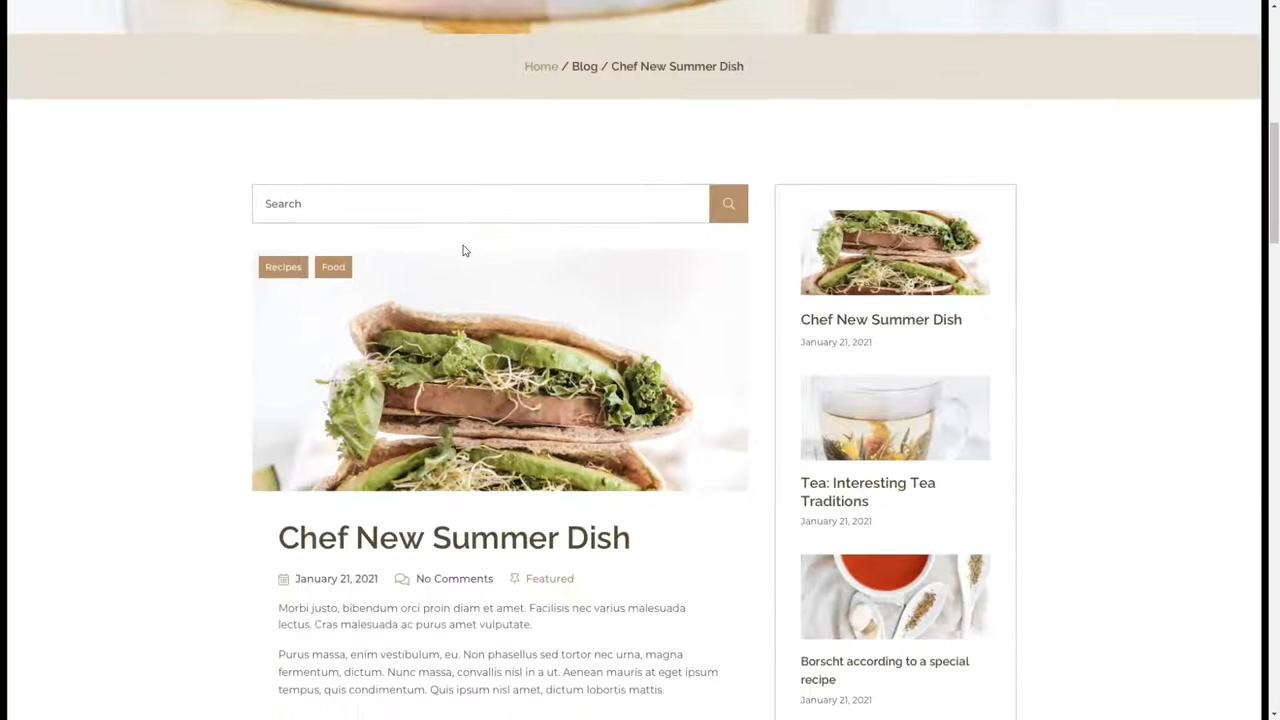 Home / Blog / Chef New Summer Dish
Search
Recipes
Food
Chef New Summer Dish
January 21, 2021
No Comments
Featured
Morbi justo, bibendum orci proin diam et amet. Facilisis nec varius malesuada
lectus. Cras malesuada ac purus amet vulputate.
Purus massa, enim vestibulum, eu. Non phasellus sed tortor nec urna, magna
fermentum, dictum. Nunc massa, convallis nisl in a ut. Aenean mauris at eget ipsum
tempus, quis condimentum. Quis ipsum nisl amet, dictum lobortis mattis.
Chef New Summer Dish
January 21, 2021
Tea: Interesting Tea
Traditions
January 21, 2021
Borscht according to a special
recipe
January 21, 2021